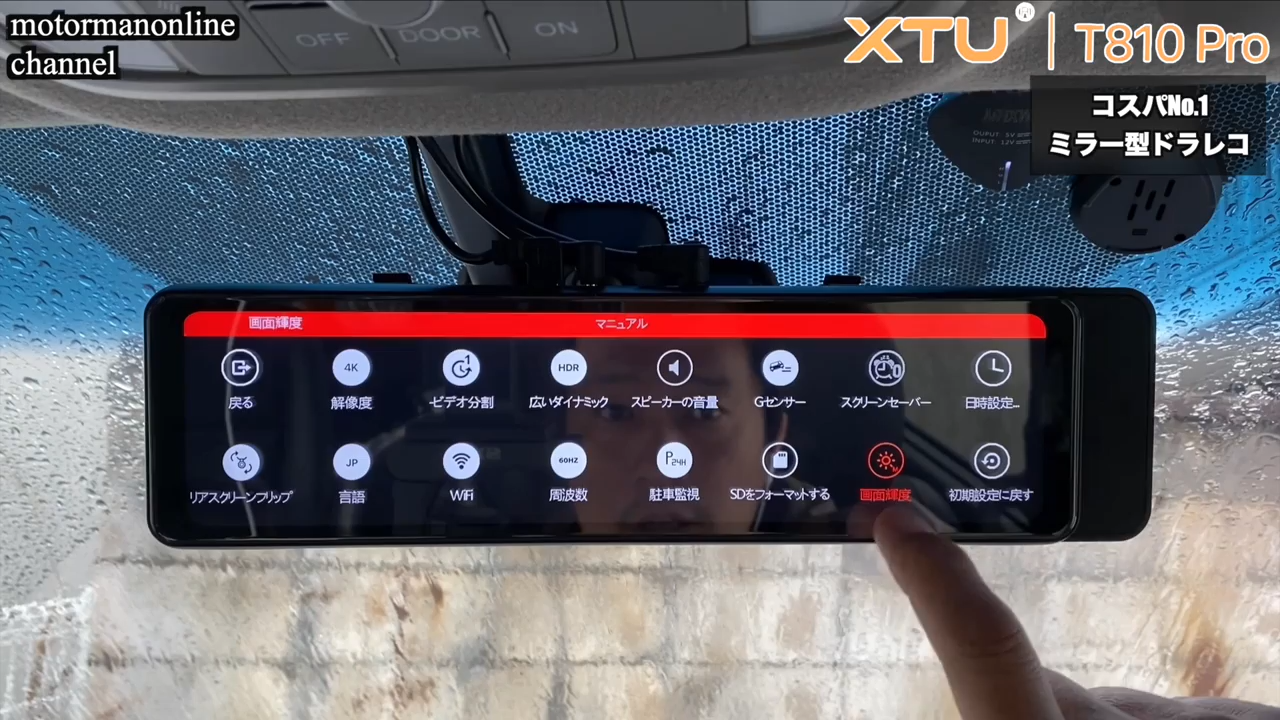 motormanonline
channel
OFF
DOOR
ON
XTU | T810 Pro
コスパNo.1
ミラー型ドラレコ
OUPUT: 5V
INPUT: 12V
画面輝度
マニュアル
4K
1
HDR
戻る
解像度
-ビデオ分割
広いダイナミック
スピーカーの音量
Gセンサー
スクリーンセーバー
日時設定...
JP
60HZ
P24H
リアスクリーンフリップ
言語
WiFi
周波数
駐車監視
SDをフォーマットする
画面輝度
初期設定に戻す